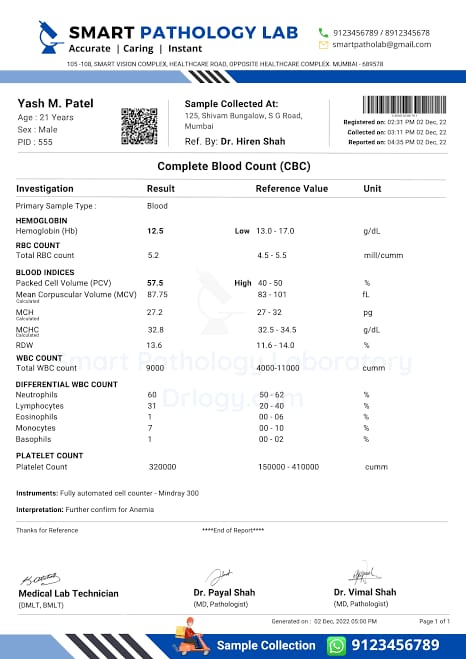 SMART PATHOLOGY LAB
Accurate | Caring | Instant
9123456789 / 8912345678
smartpatholab@gmail.com
105 -108, SMART VISION COMPLEX, HEALTHCARE ROAD, OPPOSITE HEALTHCARE COMPLEX. MUMBAI - 689578
Yash M. Patel
Age : 21 Years
Sex : Male
PID : 555
Sample Collected At:
125, Shivam Bungalow, S G Road,
Mumbai
Ref. By: Dr. Hiren Shah
Registered on: 02:31 PM 02 Dec, 22
Collected on: 03:11 PM 02 Dec, 22
Reported on: 04:35 PM 02 Dec, 22
Complete Blood Count (CBC)
Investigation Result Reference Value Unit
Primary Sample Type : Blood
HEMOGLOBIN
Hemoglobin (Hb) 12.5 Low 13.0 - 17.0 g/dL
RBC COUNT
Total RBC count 5.2 4.5 - 5.5 mill/cumm
BLOOD INDICES
Packed Cell Volume (PCV) 57.5 High 40 - 50 %
Mean Corpuscular Volume (MCV) 87.75 83 - 101 fL
Calculated
MCH 27.2 27 - 32 pg
Calculated
MCHC 32.8 32.5 - 34.5 g/dL
Calculated
RDW 13.6 11.6 - 14.0 %
WBC COUNT
Total WBC count 9000 4000-11000 cumm
Smart Pathology Laboratory
DIFFERENTIAL WBC COUNT
Neutrophils 60 50 - 62 %
Drlogy.com
Lymphocytes 31 20 - 40 %
Eosinophils 1 00 - 06 %
Monocytes 7 00 - 10 %
Basophils 1 00 - 02 %
PLATELET COUNT
Platelet Count 320000 150000 - 410000 cumm
Instruments: Fully automated cell counter - Mindray 300
Interpretation: Further confirm for Anemia
Thanks for Reference ****End of Report****
Medical Lab Technician
(DMLT, BMLT)
Dr. Payal Shah
(MD, Pathologist)
Dr. Vimal Shah
(MD, Pathologist)
Generated on : 02 Dec, 2022 05:00 PM Page 1 of 1
Sample Collection 9123456789